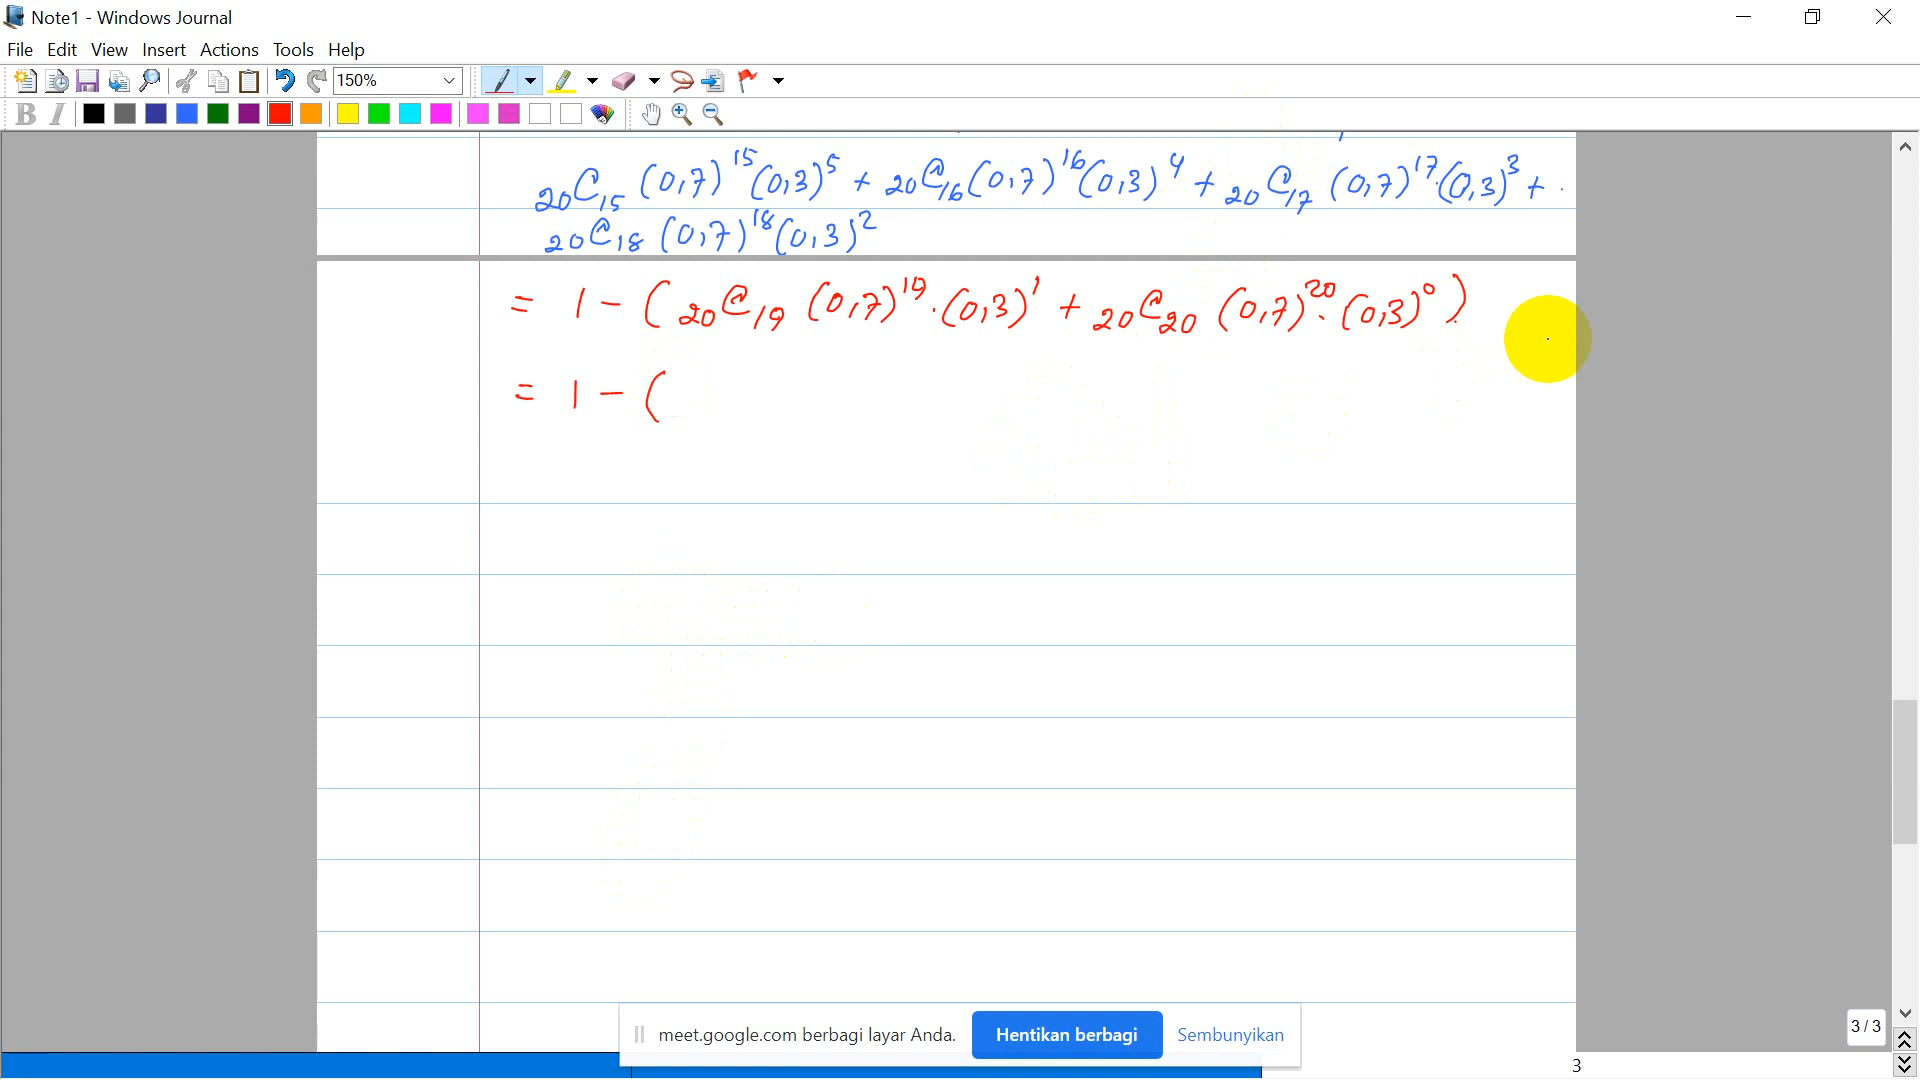 Note1 - Windows Journal
File Edit View Insert Actions Tools Help
150%
B I
20C15 (0,7)^15 (0,3)^5 + 20C16 (0,7)^16 (0,3)^4 + 20C17 (0,7)^17 . (0,3)^3 +
20C18 (0,7)^18 (0,3)^2
= 1 - ( 20C19 (0,7)^19 . (0,3)^1 + 20C20 (0,7)^20 . (0,3)^0 )
= 1 - (
3 / 3
meet.google.com berbagi layar Anda. Hentikan berbagi Sembunyikan
3